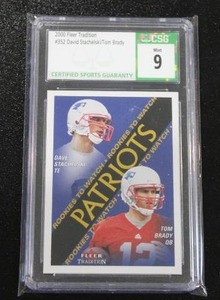 2000 Fleer Tradition
#352 David Stachelski/Tom Brady
CSG
CERTIFIED SPORTS GUARANTY
Mint
9
ROOKIES TO WATCH
PATRIOTS
DAVE
STACHELSKI
TE
TOM
BRADY
QB
12
FLEER
TRADITION